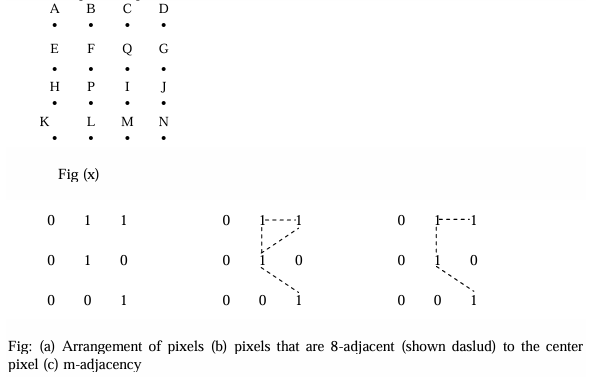 A B C D
E F Q G
H P I J
K L M N
Fig (x)
0 1 1 0 1 1 0 1 1
0 1 0 0 1 0 0 1 0
0 0 1 0 0 1 0 0 1
Fig: (a) Arrangement of pixels (b) pixels that are 8-adjacent (shown daslud) to the center
pixel (c) m-adjacency